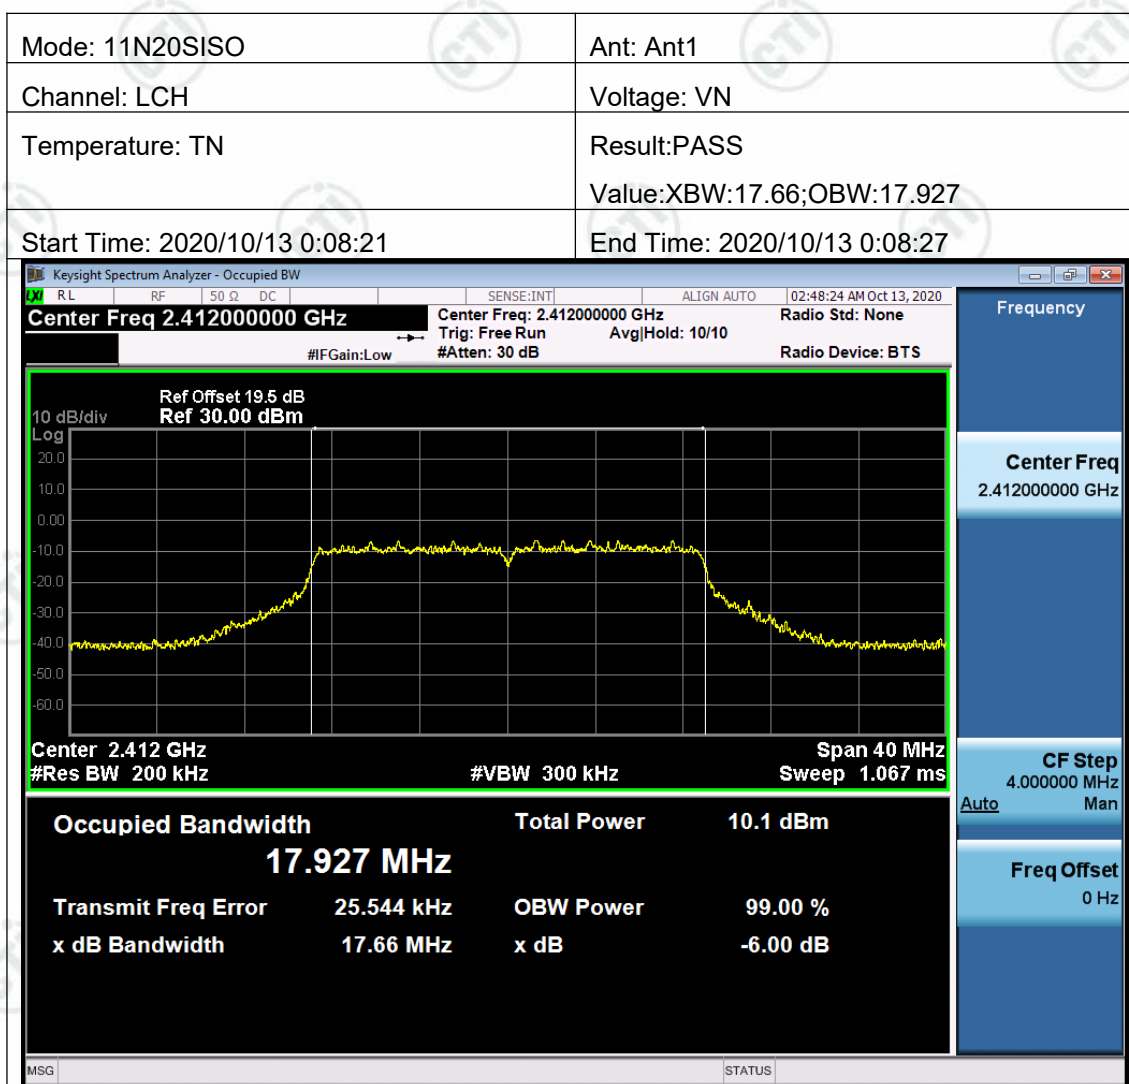 Mode: 11N20SISO
Ant: Ant1
Channel: LCH
Voltage: VN
Temperature: TN
Result:PASS
Value:XBW:17.66;OBW:17.927
Start Time: 2020/10/13 0:08:21
End Time: 2020/10/13 0:08:27
Keysight Spectrum Analyzer - Occupied BW
LXI RL RF 50 Ω DC SENSE:INT ALIGN AUTO 02:48:24 AM Oct 13, 2020
Center Freq 2.412000000 GHz
Center Freq: 2.412000000 GHz
Radio Std: None
Trig: Free Run Avg|Hold: 10/10
#IFGain:Low
#Atten: 30 dB
Radio Device: BTS
Frequency
Ref Offset 19.5 dB
10 dB/div Ref 30.00 dBm
Log
20.0
10.0
0.00
-10.0
-20.0
-30.0
-40.0
-50.0
-60.0
Center 2.412 GHz
Span 40 MHz
#Res BW 200 kHz
#VBW 300 kHz
Sweep 1.067 ms
Occupied Bandwidth
17.927 MHz
Total Power 10.1 dBm
Transmit Freq Error 25.544 kHz
OBW Power 99.00 %
x dB Bandwidth 17.66 MHz
x dB -6.00 dB
Center Freq
2.412000000 GHz
CF Step
4.000000 MHz
Auto Man
Freq Offset
0 Hz
MSG
STATUS
CTI
CTI
CTI
CTI
CTI
CTI